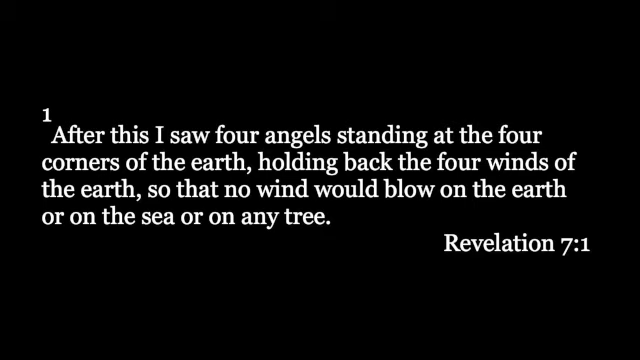 1
After this I saw four angels standing at the four
corners of the earth, holding back the four winds of
the earth, so that no wind would blow on the earth
or on the sea or on any tree.
Revelation 7:1